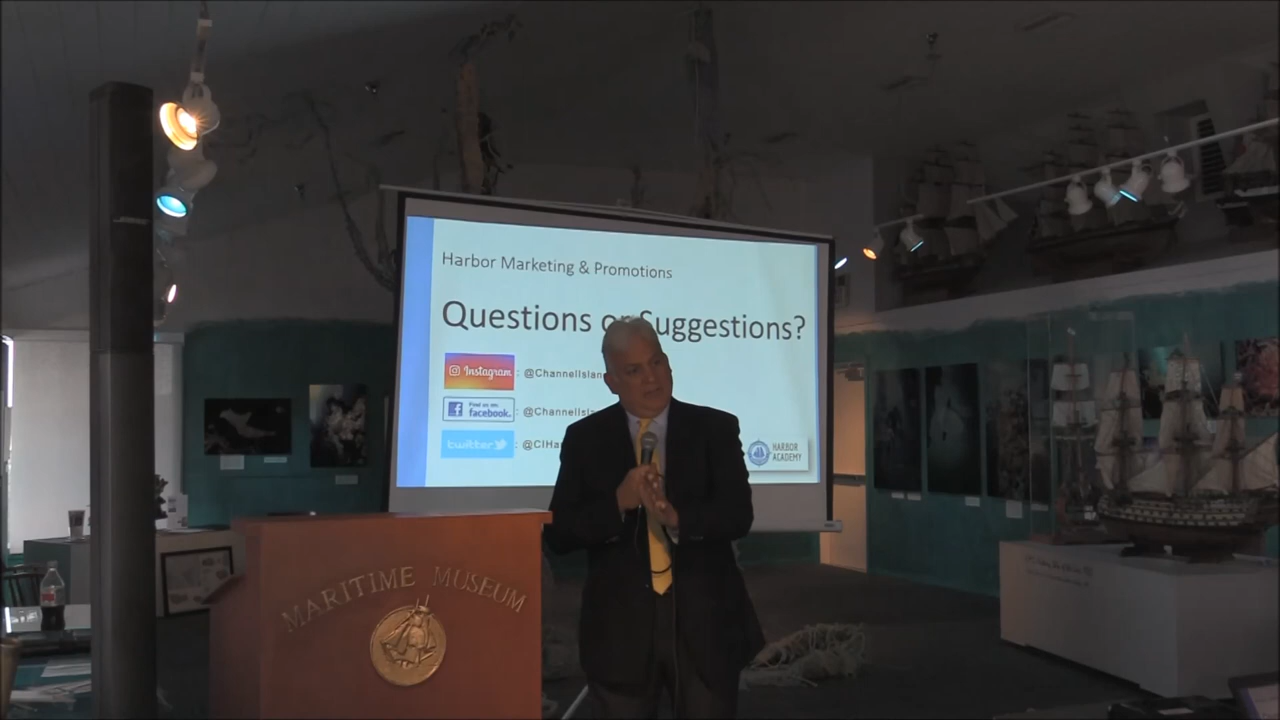 Harbor Marketing & Promotions
Questions or Suggestions?
Instagram : @ChannelIslan
Find us on: facebook. : @ChannelIsla
twitter : @CIHa
HARBOR
ACADEMY
MARITIME MUSEUM